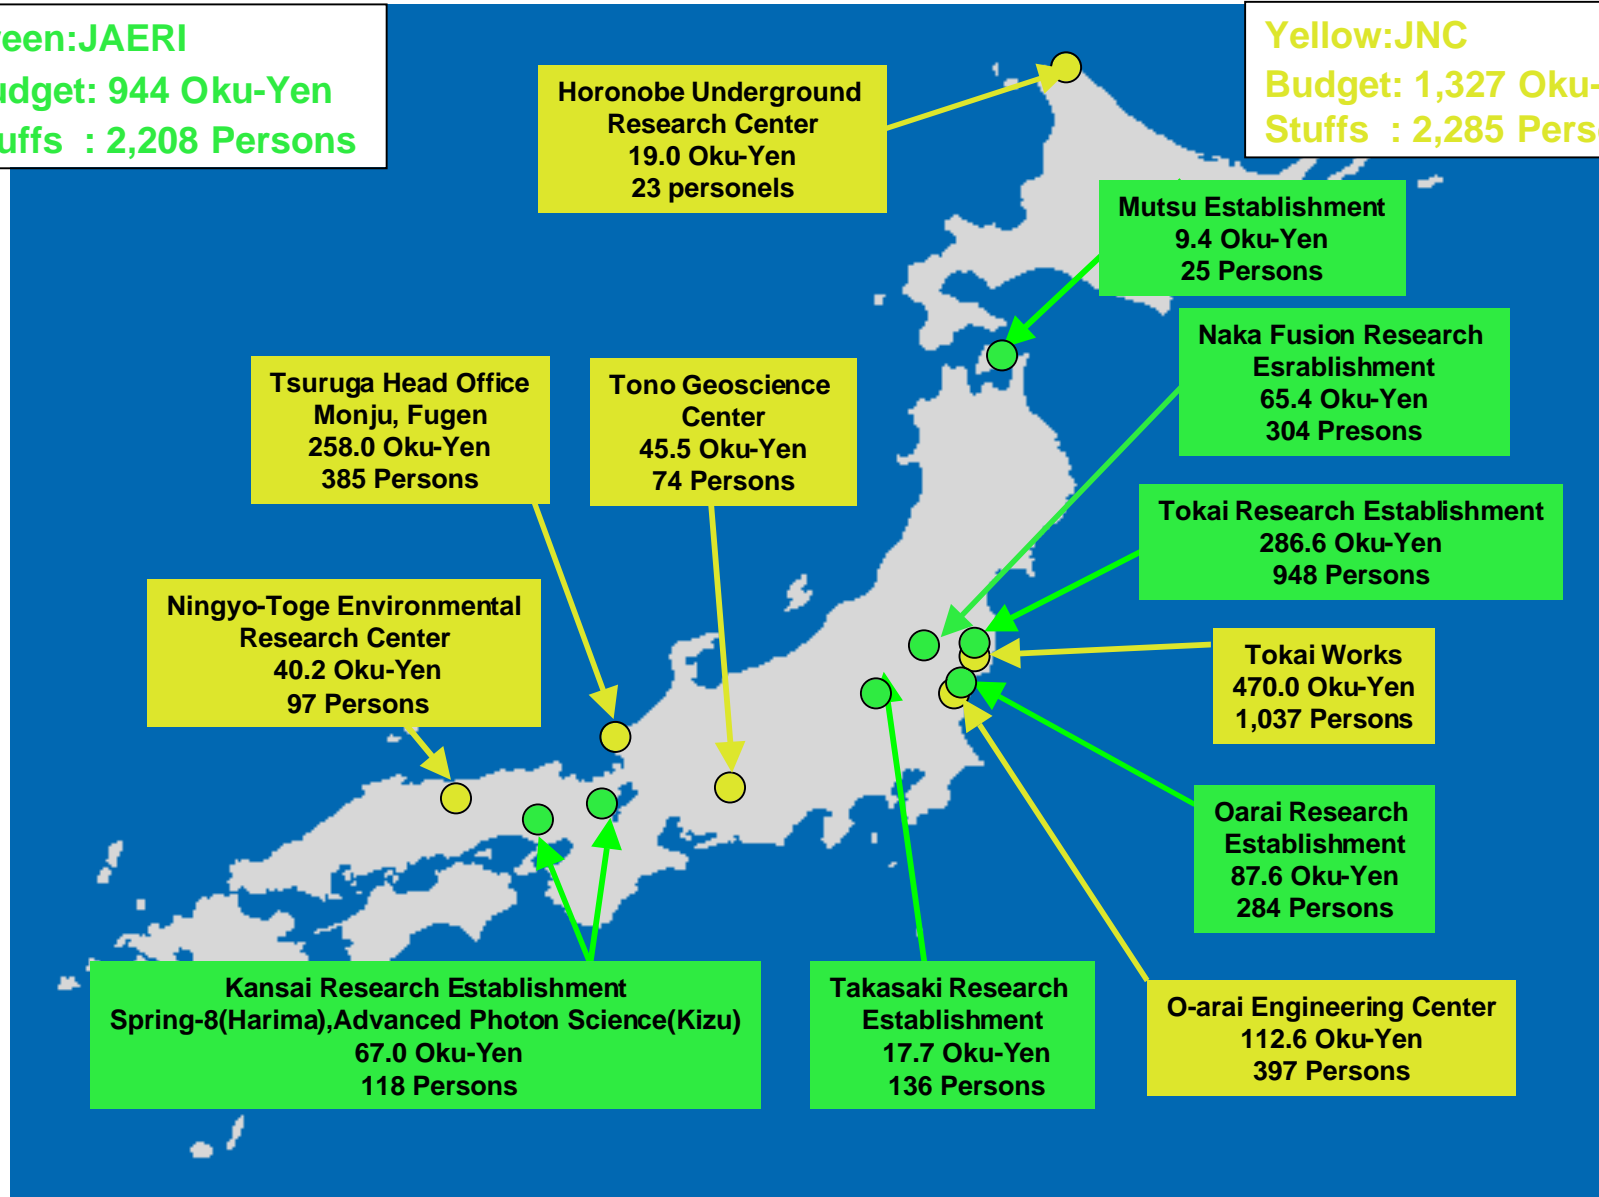 een:JAERI
udget: 944 Oku-Yen
uffs : 2,208 Persons
Yellow:JNC
Budget: 1,327 Oku-
Stuffs : 2,285 Pers
Horonobe Underground
Research Center
19.0 Oku-Yen
23 personels
Mutsu Establishment
9.4 Oku-Yen
25 Persons
Naka Fusion Research
Esrablishment
65.4 Oku-Yen
304 Presons
Tsuruga Head Office
Monju, Fugen
258.0 Oku-Yen
385 Persons
Tono Geoscience
Center
45.5 Oku-Yen
74 Persons
Tokai Research Establishment
286.6 Oku-Yen
948 Persons
Ningyo-Toge Environmental
Research Center
40.2 Oku-Yen
97 Persons
Tokai Works
470.0 Oku-Yen
1,037 Persons
Oarai Research
Establishment
87.6 Oku-Yen
284 Persons
Kansai Research Establishment
Spring-8(Harima),Advanced Photon Science(Kizu)
67.0 Oku-Yen
118 Persons
Takasaki Research
Establishment
17.7 Oku-Yen
136 Persons
O-arai Engineering Center
112.6 Oku-Yen
397 Persons